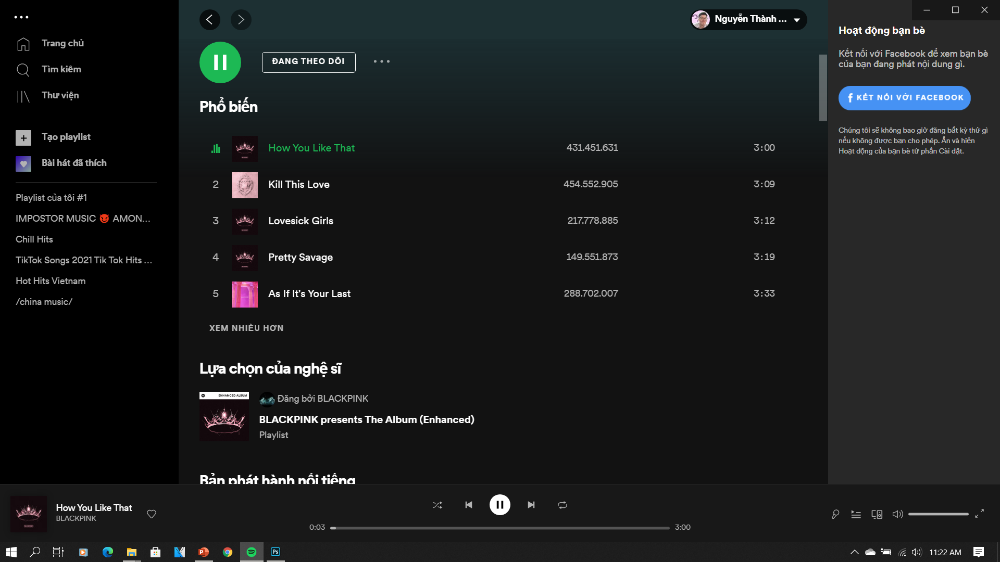 Trang chủ
Tìm kiếm
Thư viện
Tạo playlist
Bài hát đã thích
Playlist của tôi #1
IMPOSTOR MUSIC 😈 AMON...
Chill Hits
TikTok Songs 2021 Tik Tok Hits ...
Hot Hits Vietnam
/china music/
Nguyễn Thành ...
ĐANG THEO DÕI
Phổ biến
How You Like That 431.451.631 3:00
2 Kill This Love 454.552.905 3:09
3 Lovesick Girls 217.778.885 3:12
4 Pretty Savage 149.551.873 3:19
5 As If It's Your Last 288.702.007 3:33
XEM NHIỀU HƠN
Lựa chọn của nghệ sĩ
ENHANCED ALBUM
Đăng bởi BLACKPINK
BLACKPINK presents The Album (Enhanced)
Playlist
Bản phát hành nổi tiếng
Hoạt động bạn bè
Kết nối với Facebook để xem bạn bè
của bạn đang phát nội dung gì.
KẾT NỐI VỚI FACEBOOK
Chúng tôi sẽ không bao giờ đăng bất kỳ thứ gì
nếu không được bạn cho phép. Ẩn và hiện
Hoạt động của bạn bè từ phần Cài đặt.
How You Like That
BLACKPINK
0:03 3:00
Ps
11:22 AM